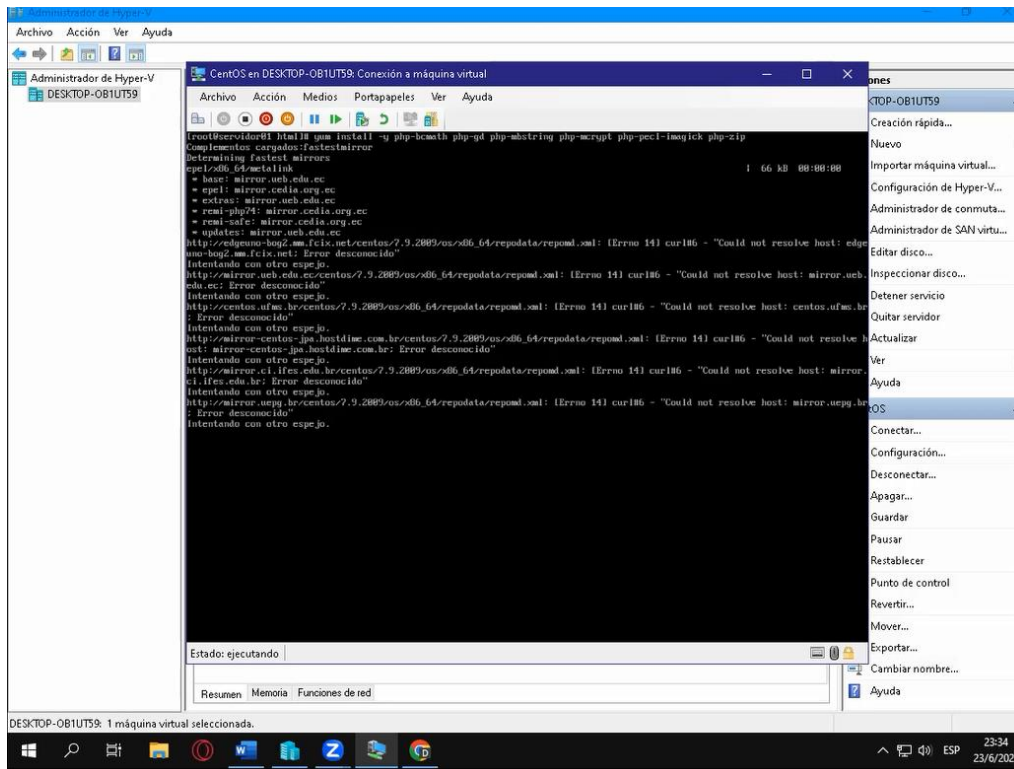 Administrador de Hyper-V
Archivo Acción Ver Ayuda
Administrador de Hyper-V
DESKTOP-OB1UT59
CentOS en DESKTOP-OB1UT59: Conexión a máquina virtual
Archivo Acción Medios Portapapeles Ver Ayuda
[root@servidor01 html]# yum install -y php-bcmath php-gd php-mbstring php-mcrypt php-pecl-imagick php-zip
Complementos cargados:fastestmirror
Determining fastest mirrors
epel/x86_64/metalink | 66 kB 00:00:00
* base: mirror.ueb.edu.ec
* epel: mirror.cedia.org.ec
* extras: mirror.ueb.edu.ec
* remi-php74: mirror.cedia.org.ec
* remi-safe: mirror.cedia.org.ec
* updates: mirror.ueb.edu.ec
http://edgeuno-bog2.mm.fcix.net/centos/7.9.2009/os/x86_64/repodata/repomd.xml: [Errno 14] curl#6 - "Could not resolve host: edge
uno-bog2.mm.fcix.net; Error desconocido"
Intentando con otro espejo.
http://mirror.ueb.edu.ec/centos/7.9.2009/os/x86_64/repodata/repomd.xml: [Errno 14] curl#6 - "Could not resolve host: mirror.ueb.
edu.ec; Error desconocido"
Intentando con otro espejo.
http://centos.ufms.br/centos/7.9.2009/os/x86_64/repodata/repomd.xml: [Errno 14] curl#6 - "Could not resolve host: centos.ufms.br
; Error desconocido"
Intentando con otro espejo.
http://mirror-centos-jpa.hostdime.com.br/centos/7.9.2009/os/x86_64/repodata/repomd.xml: [Errno 14] curl#6 - "Could not resolve h
ost: mirror-centos-jpa.hostdime.com.br; Error desconocido"
Intentando con otro espejo.
http://mirror.ci.ifes.edu.br/centos/7.9.2009/os/x86_64/repodata/repomd.xml: [Errno 14] curl#6 - "Could not resolve host: mirror.
ci.ifes.edu.br; Error desconocido"
Intentando con otro espejo.
http://mirror.uepg.br/centos/7.9.2009/os/x86_64/repodata/repomd.xml: [Errno 14] curl#6 - "Could not resolve host: mirror.uepg.br
; Error desconocido"
Intentando con otro espejo.
Estado: ejecutando
Resumen Memoria Funciones de red
ones
KTOP-OB1UT59
Creación rápida...
Nuevo
Importar máquina virtual...
Configuración de Hyper-V...
Administrador de conmuta...
Administrador de SAN virtu...
Editar disco...
Inspeccionar disco...
Detener servicio
Quitar servidor
Actualizar
Ver
Ayuda
tOS
Conectar...
Configuración...
Desconectar...
Apagar...
Guardar
Pausar
Restablecer
Punto de control
Revertir...
Mover...
Exportar...
Cambiar nombre...
Ayuda
DESKTOP-OB1UT59: 1 máquina virtual seleccionada.
ESP
23:34
23/6/202